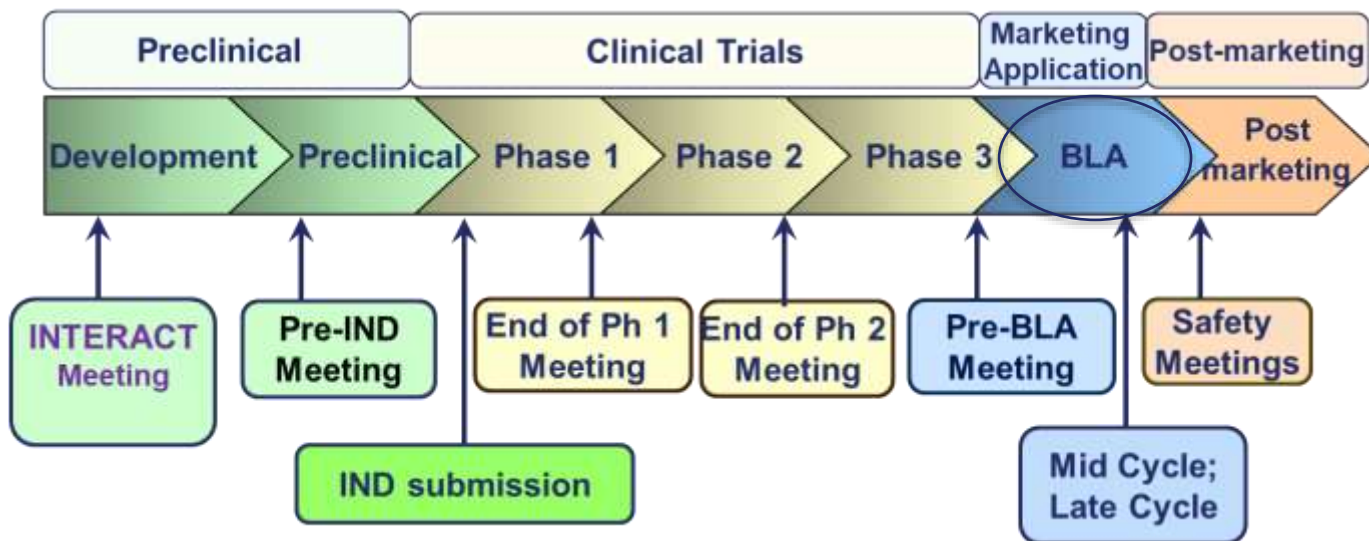 Preclinical
Clinical Trials
Marketing
Application
Post-marketing
Development
Preclinical
Phase 1
Phase 2
Phase 3
BLA
Post
marketing
INTERACT
Meeting
Pre-IND
Meeting
End of Ph 1
Meeting
End of Ph 2
Meeting
Pre-BLA
Meeting
Safety
Meetings
IND submission
Mid Cycle;
Late Cycle